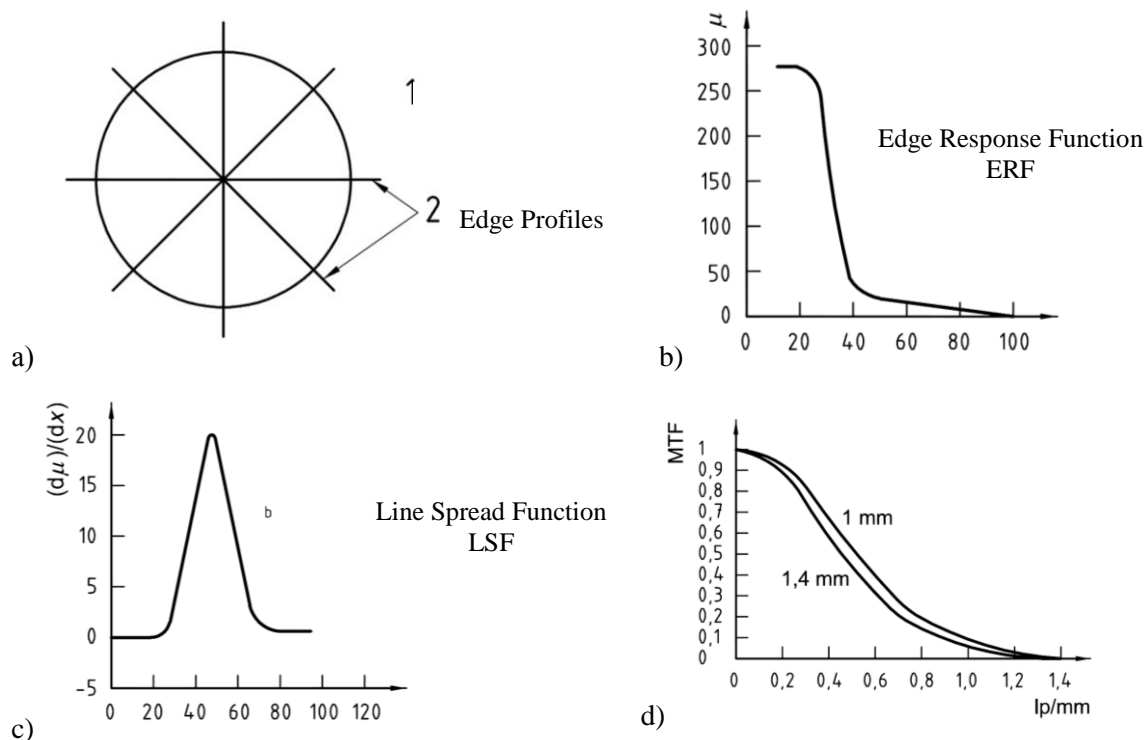 1
2 Edge Profiles
a)
μ
300
250
200
150
100
50
0
0 20 40 60 80 100
Edge Response Function
ERF
b)
(dμ)/(dx)
20
15
10
5
0
-5
0 20 40 60 80 100 120
b
Line Spread Function
LSF
c)
MTF
1
0,9
0,8
0,7
0,6
0,5
0,4
0,3
0,2
0,1
0
0 0,2 0,4 0,6 0,8 1,0 1,2 1,4
lp/mm
1 mm
1,4 mm
d)